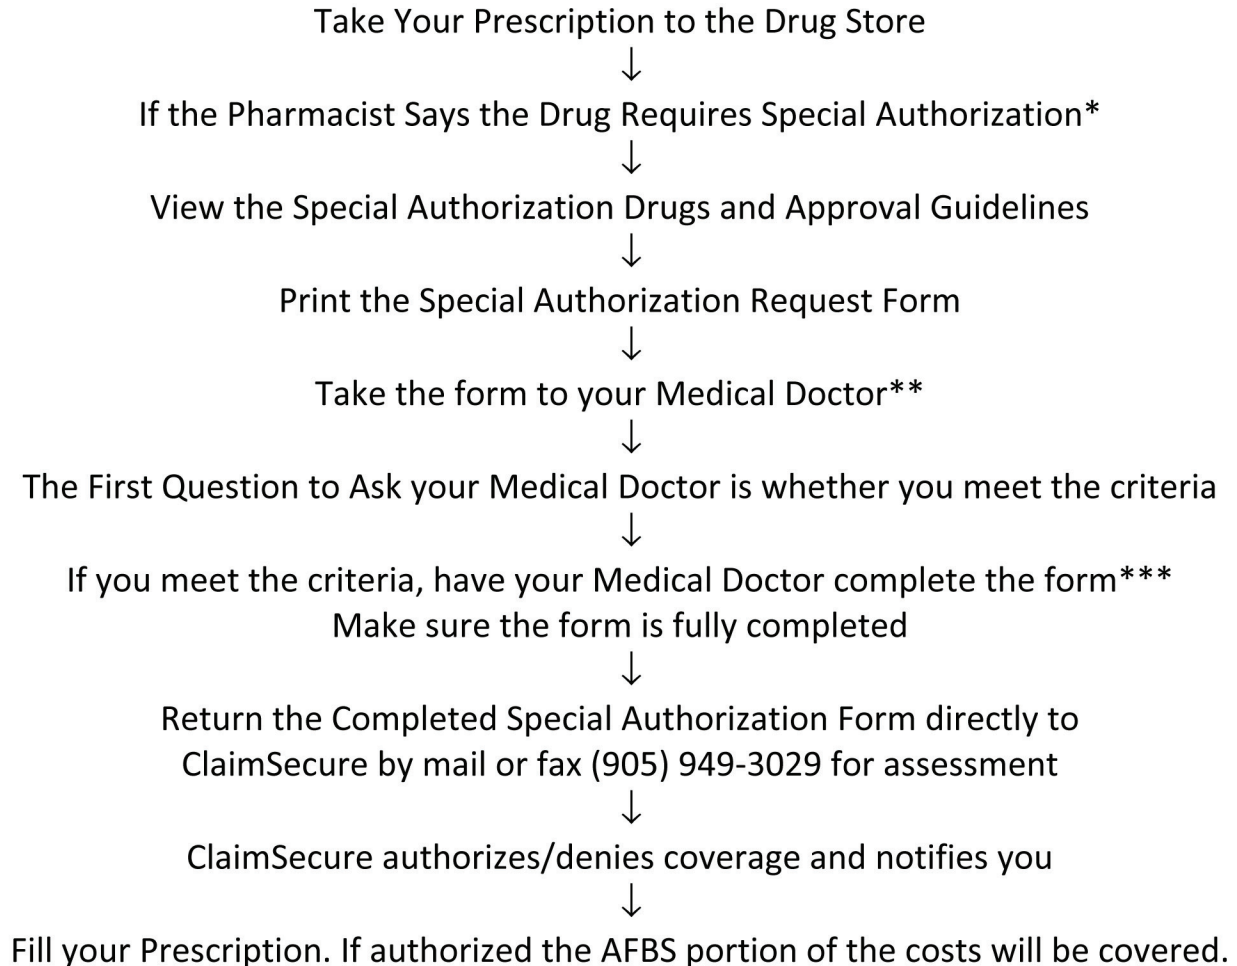 Take Your Prescription to the Drug Store
↓
If the Pharmacist Says the Drug Requires Special Authorization*
↓
View the Special Authorization Drugs and Approval Guidelines
↓
Print the Special Authorization Request Form
↓
Take the form to your Medical Doctor**
↓
The First Question to Ask your Medical Doctor is whether you meet the criteria
↓
If you meet the criteria, have your Medical Doctor complete the form***
Make sure the form is fully completed
↓
Return the Completed Special Authorization Form directly to
ClaimSecure by mail or fax (905) 949-3029 for assessment
↓
ClaimSecure authorizes/denies coverage and notifies you
↓
Fill your Prescription. If authorized the AFBS portion of the costs will be covered.